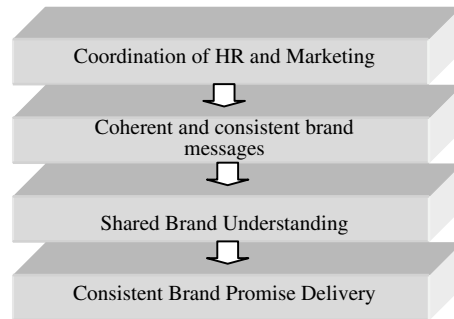 Coordination of HR and Marketing
Coherent and consistent brand
messages
Shared Brand Understanding
Consistent Brand Promise Delivery